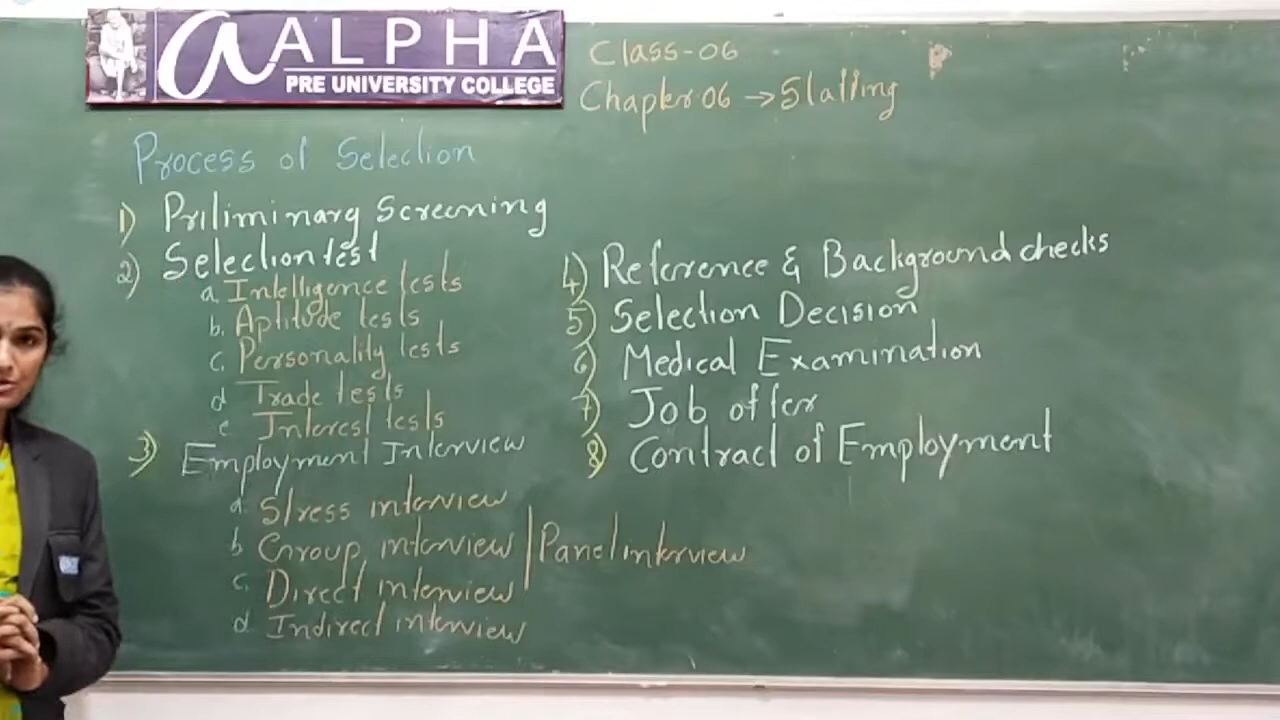 a ALPHA
PRE UNIVERSITY COLLEGE
Class-06
Chapter 06 → Staffing
Process of Selection
1) Priliminary Screening
2) Selection test
a. Intelligence tests
b. Aptitude tests
c. Personality tests
d Trade tests
e Interest tests
3) Employment Interview
a. Stress interview
b Group interview | Panel interview
c. Direct interview
d. Indirect interview
4) Reference & Background checks
5) Selection Decision
6) Medical Examination
7) Job offer
8) Contract of Employment